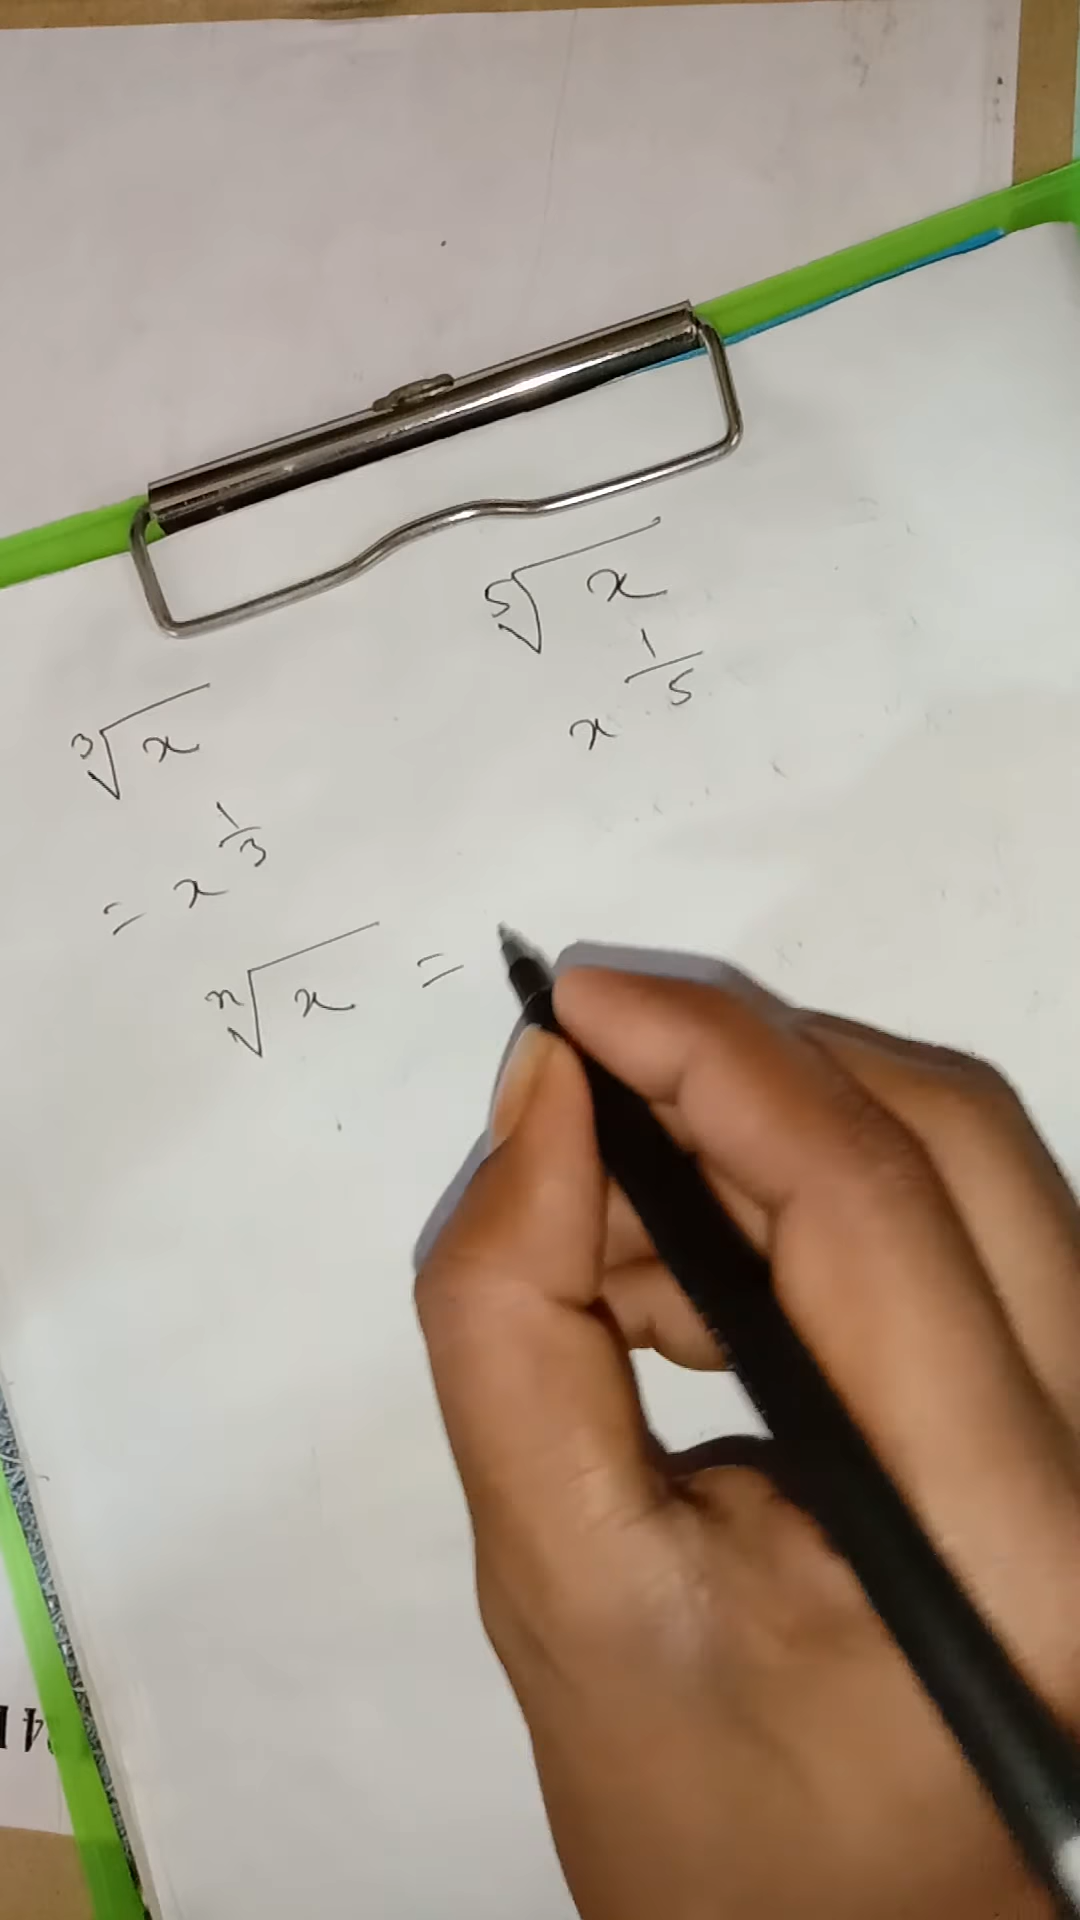 ⁵√x
x^(1/5)
³√x
= x^(1/3)
ⁿ√x =